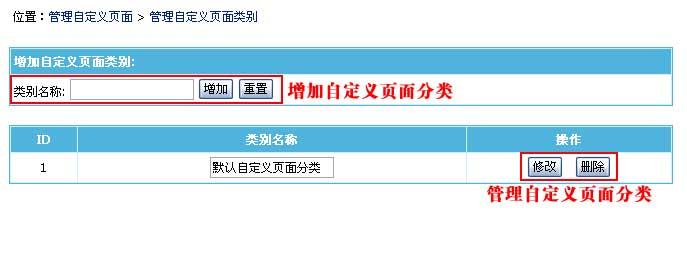 位置：管理自定义页面 > 管理自定义页面类别
增加自定义页面类别:
类别名称: 增加 重置 增加自定义页面分类
ID 类别名称 操作
1 默认自定义页面分类 修改 删除
管理自定义页面分类